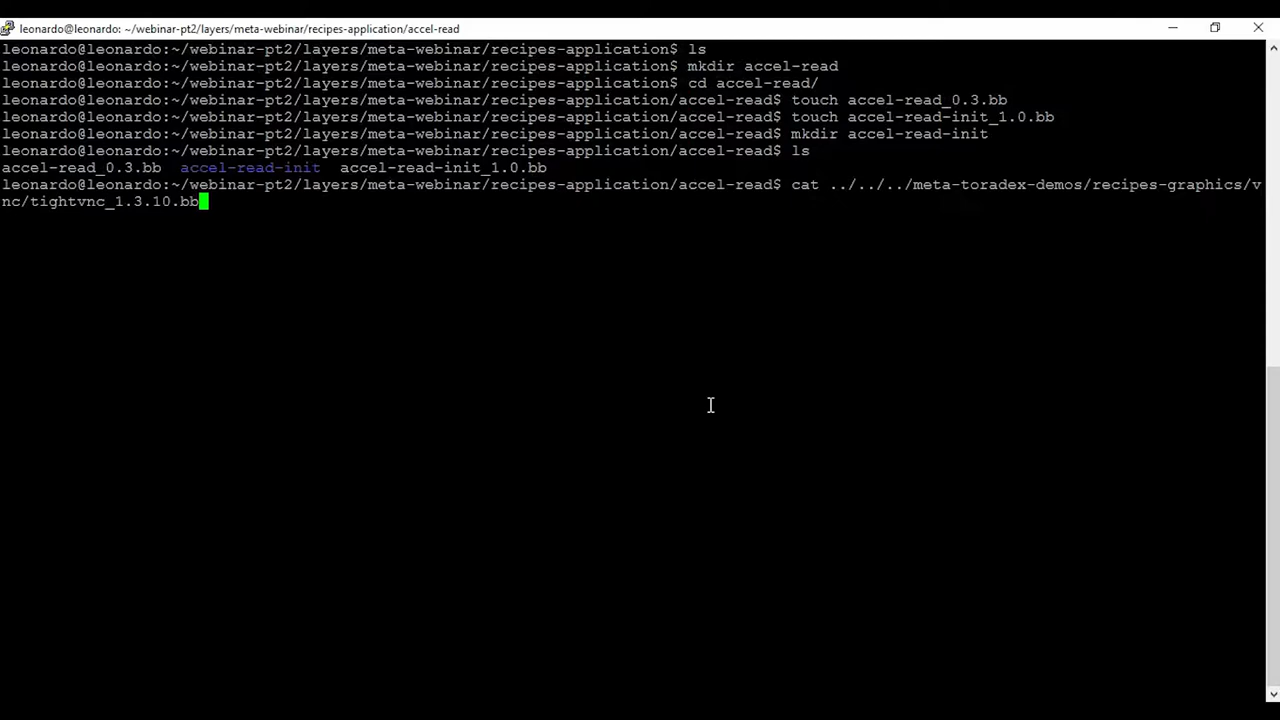 leonardo@leonardo: ~/webinar-pt2/layers/meta-webinar/recipes-application/accel-read
leonardo@leonardo:~/webinar-pt2/layers/meta-webinar/recipes-application$ ls
leonardo@leonardo:~/webinar-pt2/layers/meta-webinar/recipes-application$ mkdir accel-read
leonardo@leonardo:~/webinar-pt2/layers/meta-webinar/recipes-application$ cd accel-read/
leonardo@leonardo:~/webinar-pt2/layers/meta-webinar/recipes-application/accel-read$ touch accel-read_0.3.bb
leonardo@leonardo:~/webinar-pt2/layers/meta-webinar/recipes-application/accel-read$ touch accel-read-init_1.0.bb
leonardo@leonardo:~/webinar-pt2/layers/meta-webinar/recipes-application/accel-read$ mkdir accel-read-init
leonardo@leonardo:~/webinar-pt2/layers/meta-webinar/recipes-application/accel-read$ ls
accel-read_0.3.bb  accel-read-init  accel-read-init_1.0.bb
leonardo@leonardo:~/webinar-pt2/layers/meta-webinar/recipes-application/accel-read$ cat ../../../meta-toradex-demos/recipes-graphics/v
nc/tightvnc_1.3.10.bb